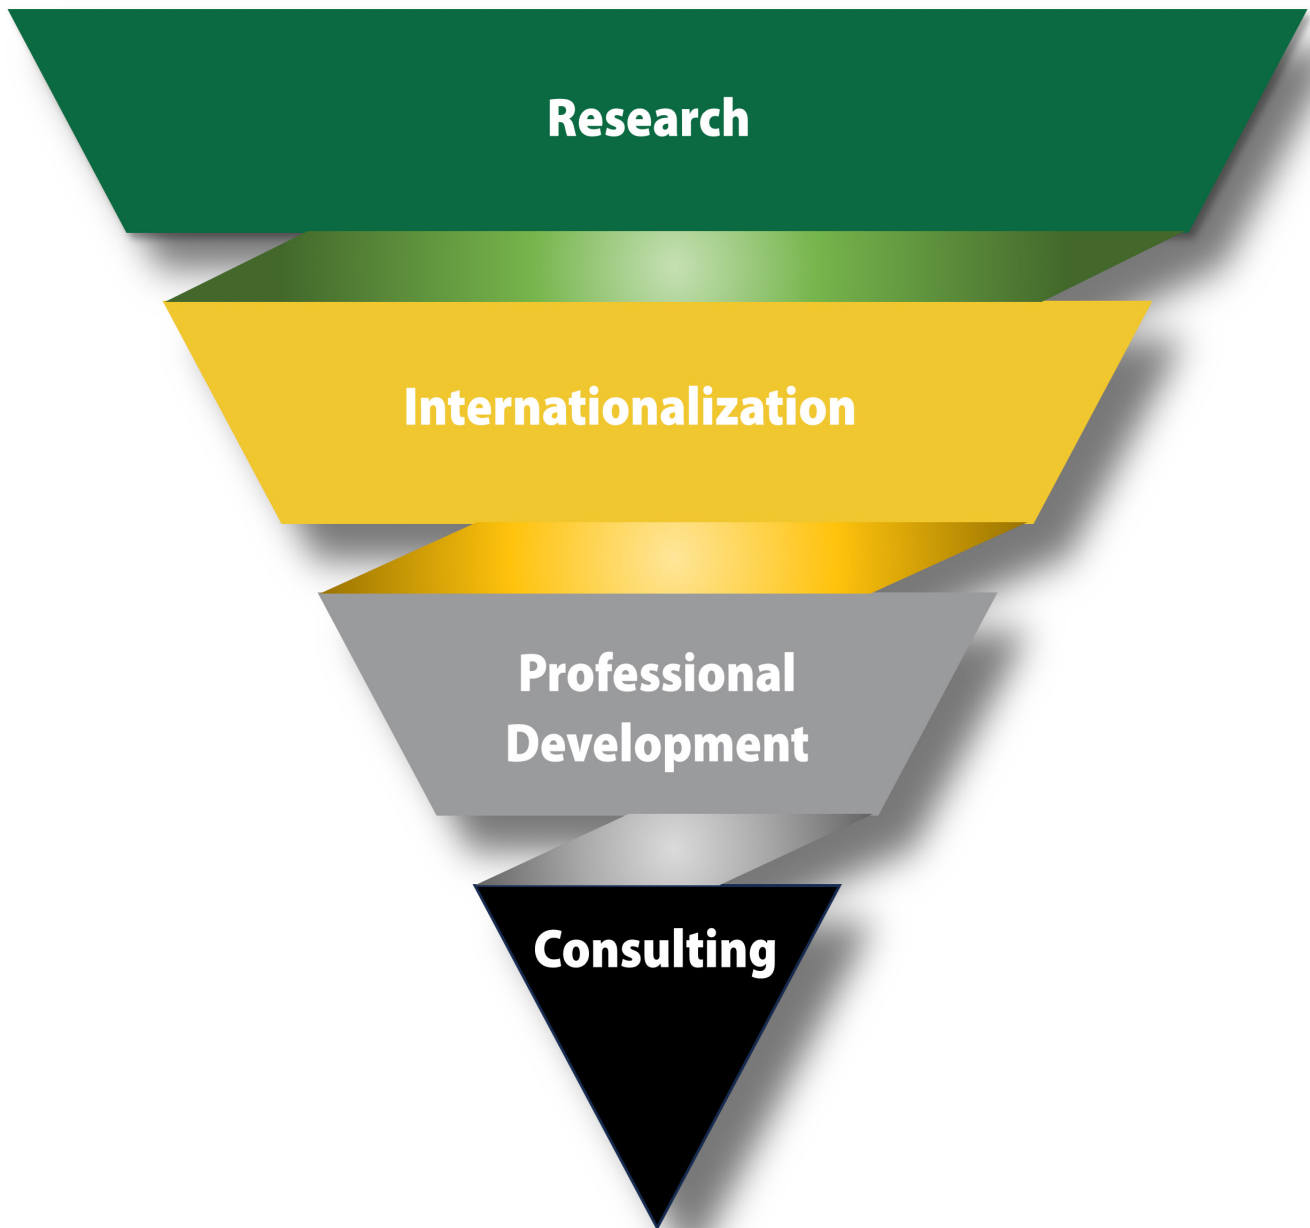 Research
Internationalization
Professional
Development
Consulting